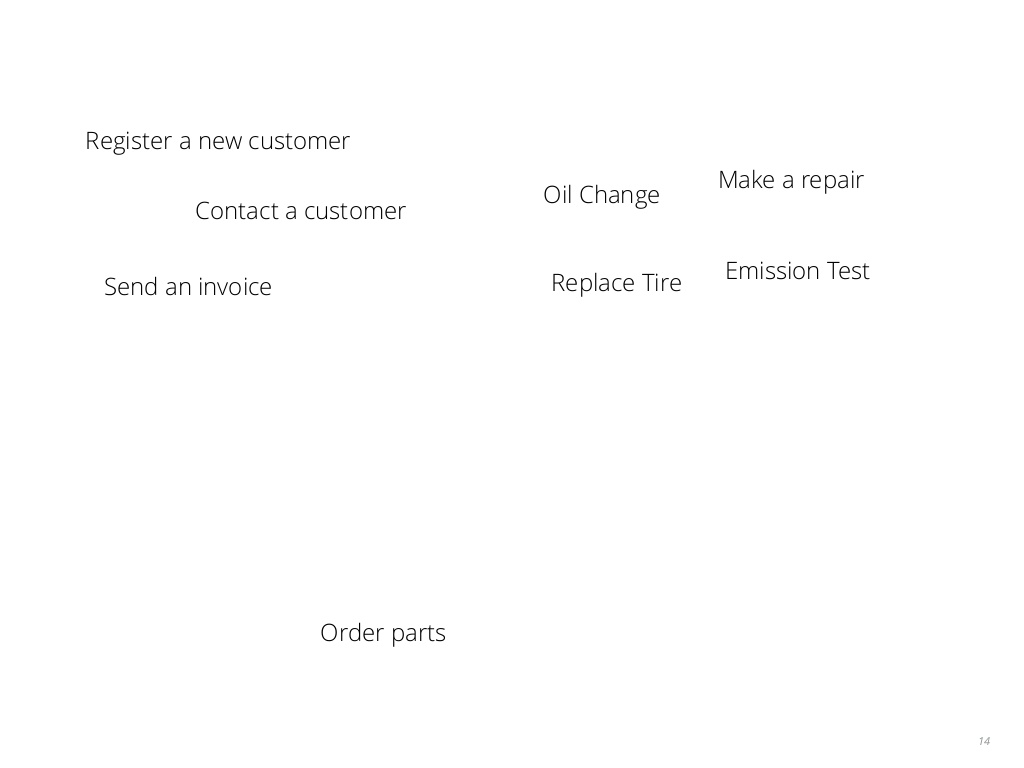 Register a new customer
Make a repair
Oil Change
Contact a customer
Emission Test
Replace Tire
Send an invoice
Order parts
14